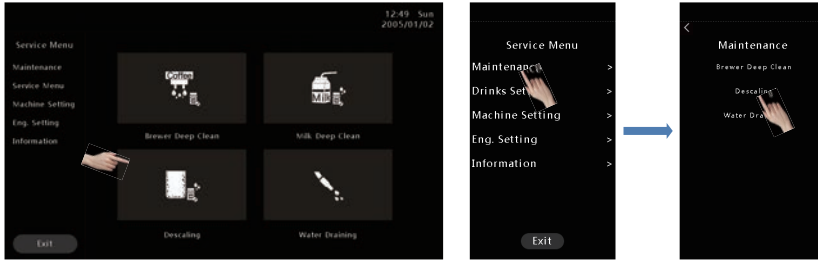 12:49 Sun
2005/01/02
Service Menu
Maintenance
Service Menu
Machine Setting
Eng. Setting
Information
Exit
Coffee
Brewer Deep Clean
Milk
Milk Deep Clean
Descaling
Water Draining
Service Menu
Maintenance >
Drinks Set >
Machine Setting >
Eng. Setting >
Information >
Exit
<
Maintenance
Brewer Deep Clean
Descaling
Water Dra